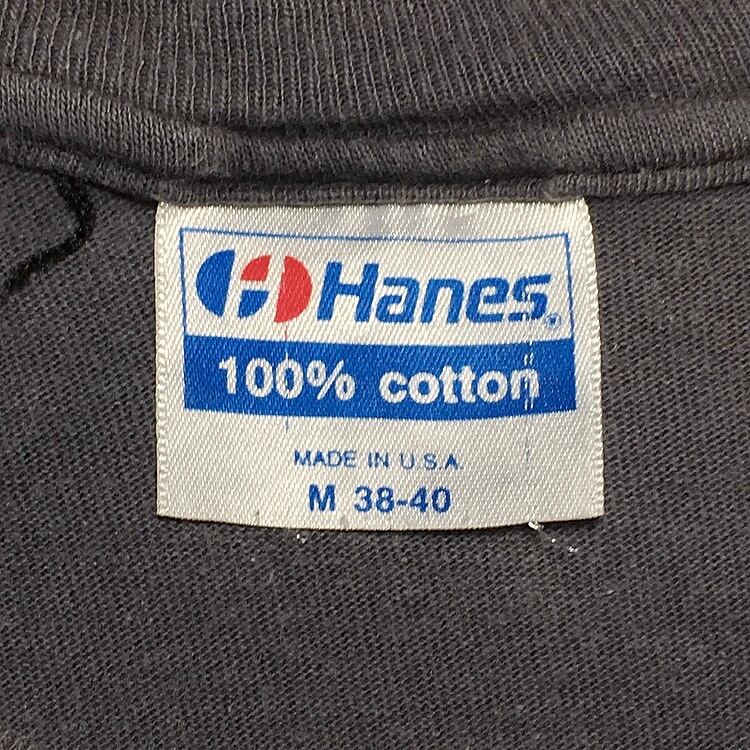 Hanes®
100% cotton
MADE IN U.S.A.
M 38-40